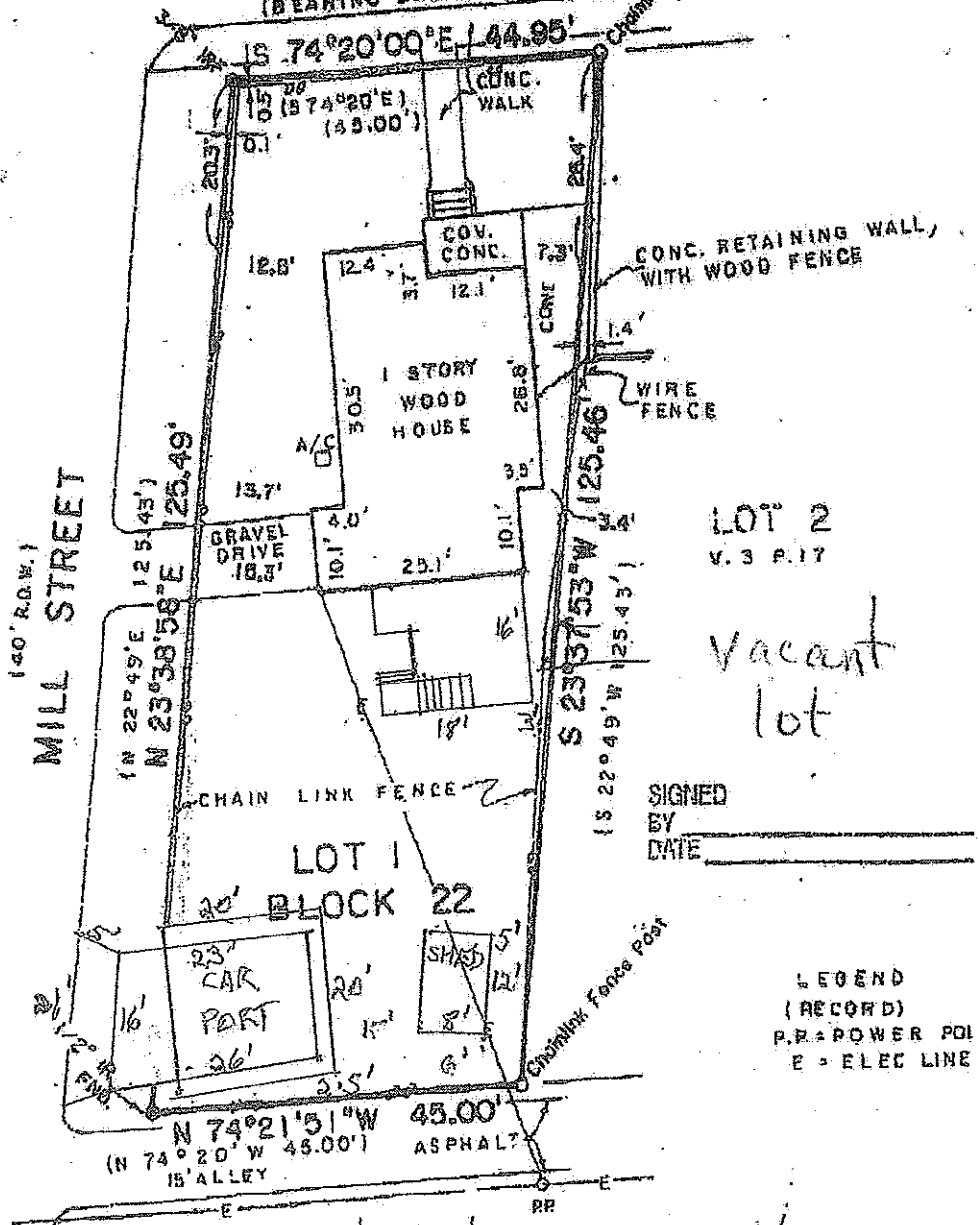 S 74°20'00"E 44.95'
(S 74°20'E)
(45.00')
0.5'
0.1'
20.3'
CONC.
WALK
26.4'
COV.
CONC.
12.4'
3.7'
12.1'
7.3'
CONC. RETAINING WALL,
WITH WOOD FENCE
1.4'
WIRE
FENCE
1 STORY
WOOD
HOUSE
30.5'
26.8'
A/C
13.7'
4.0'
3.9'
3.4'
GRAVEL
DRIVE
10.1'
25.1'
10.1'
MILL STREET
(40' R.O.W.)
(N 22°49'E 125.43')
N 23°38'58"E 125.49'
S 23°37'53"W 125.46'
(S 22°49'W 125.43')
LOT 2
V. 3 P. 17
Vacant
lot
16'
18'
CHAIN LINK FENCE
SIGNED
BY
DATE
LOT 1
BLOCK 22
20'
23'
CAR
PORT
20'
26'
16'
SHED
5'
12'
8'
6'
2.5'
Chainlink Fence Post
LEGEND
(RECORD)
P.P.=POWER POL
E = ELEC LINE
FND.
N 74°21'51"W 45.00'
(N 74°20'W 45.00')
ASPHALT
15' ALLEY
E
E
P.P.